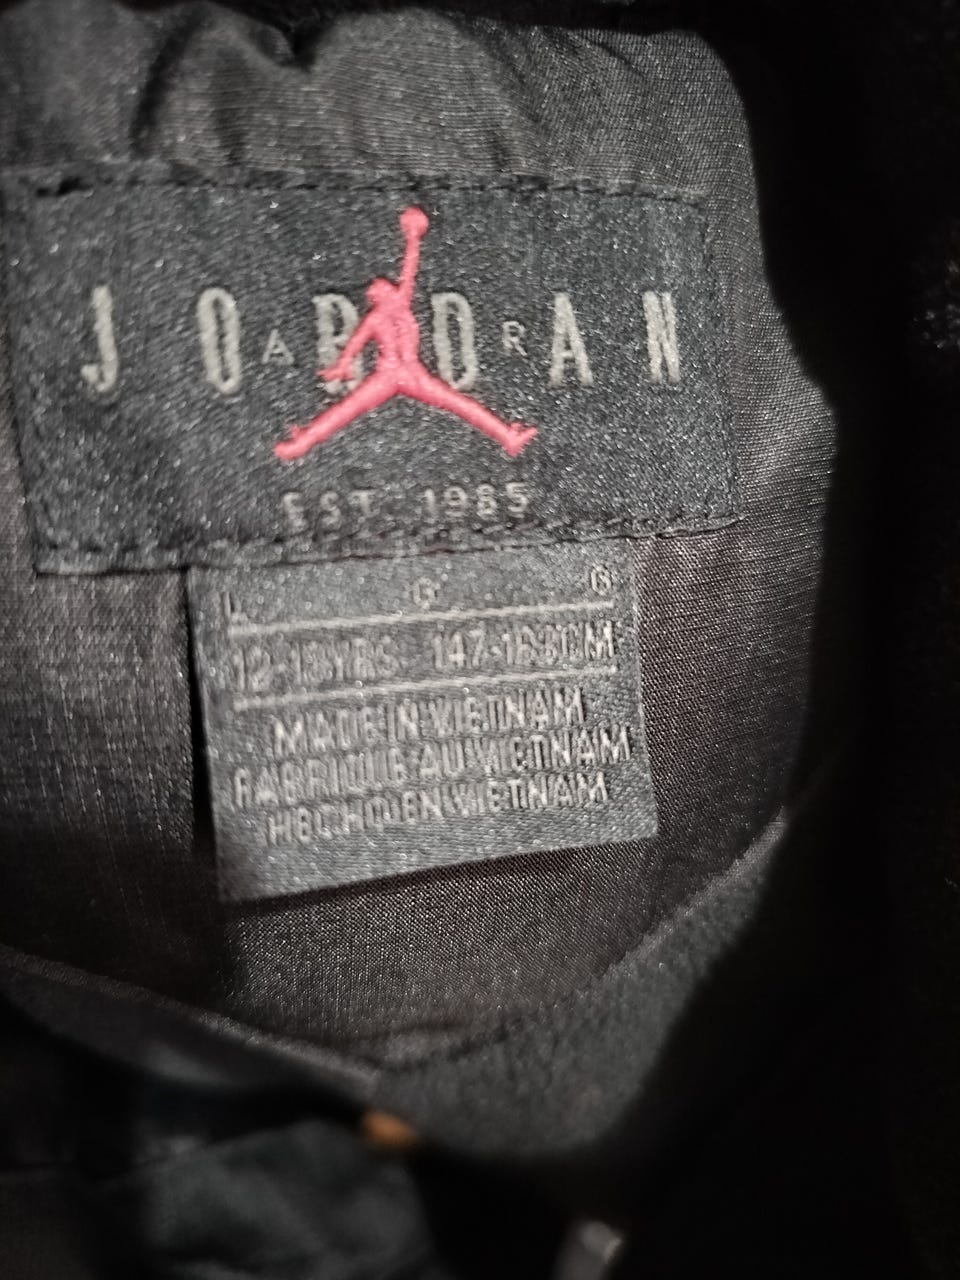 JORDAN
AIR
EST. 1985
L G G
12-13YRS 147-158CM
MADE IN VIETNAM
FABRIQUE AU VIETNAM
HECHO EN VIETNAM